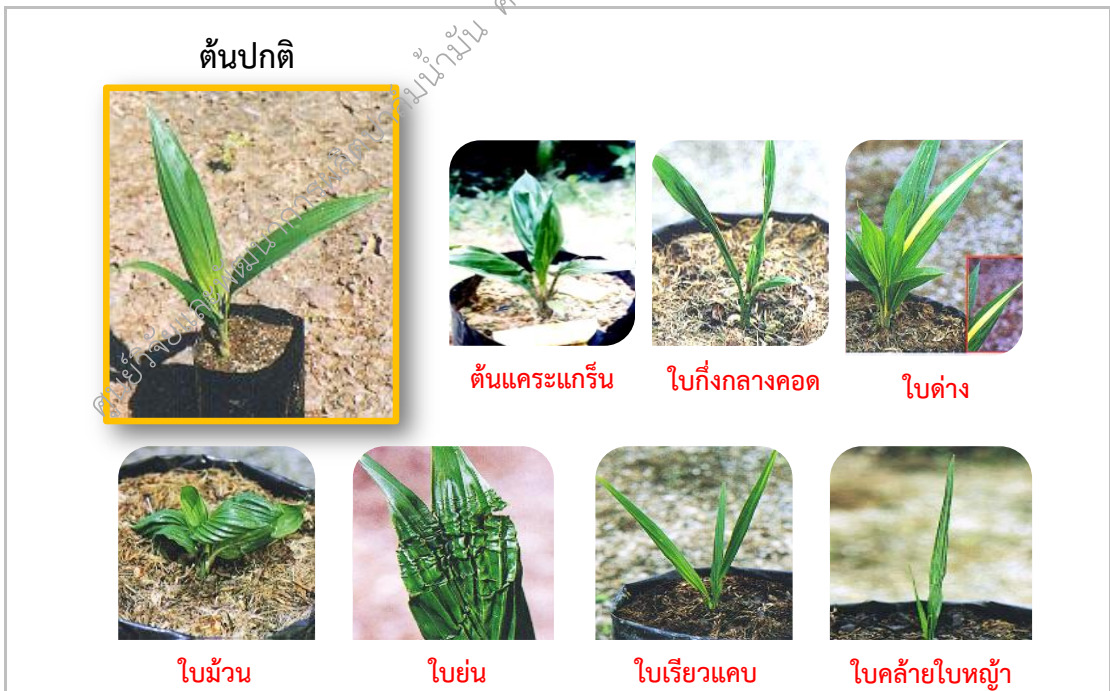 ต้นปกติ
ต้นแคระแกร็น
ใบกึ่งกลางคอด
ใบด่าง
ใบม้วน
ใบย่น
ใบเรียวแคบ
ใบคล้ายใบหญ้า